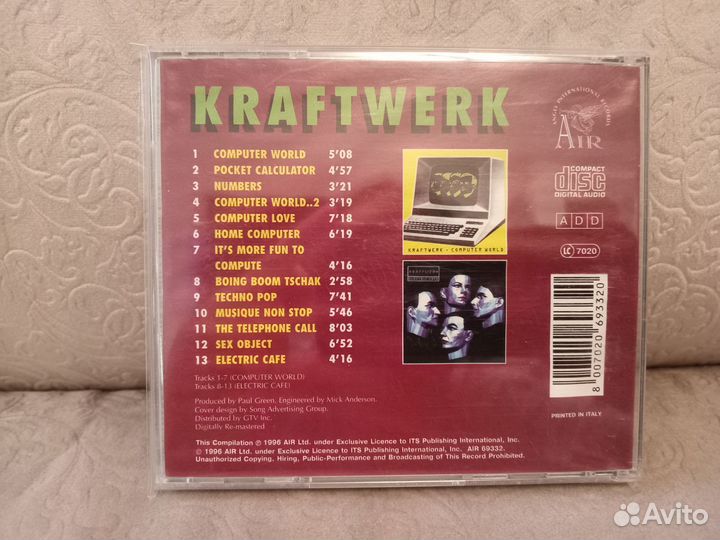 KRAFTWERK
ANGEL INTERNATIONAL RECORDS
AIR
1 COMPUTER WORLD 5'08
2 POCKET CALCULATOR 4'57
3 NUMBERS 3'21
4 COMPUTER WORLD..2 3'19
5 COMPUTER LOVE 7'18
6 HOME COMPUTER 6'19
7 IT'S MORE FUN TO
COMPUTE 4'16
8 BOING BOOM TSCHAK 2'58
9 TECHNO POP 7'41
10 MUSIQUE NON STOP 5'46
11 THE TELEPHONE CALL 8'03
12 SEX OBJECT 6'52
13 ELECTRIC CAFE 4'16
KRAFTWERK - COMPUTER WORLD
KRAFTWERK
COMPACT
disc
DIGITAL AUDIO
A D D
LC 7020
8 007020 693320
PRINTED IN ITALY
Tracks 1-7 (COMPUTER WORLD)
Tracks 8-13 (ELECTRIC CAFE)
Produced by Paul Green. Engineered by Mick Anderson.
Cover design by Song Advertising Group.
Distributed by GTV Inc.
Digitally Re-mastered
This Compilation ℗ 1996 AIR Ltd. under Exclusive Licence to ITS Publishing International, Inc.
© 1996 AIR Ltd. under Exclusive Licence to ITS Publishing International, Inc. AIR 69332.
Unauthorized Copying, Hiring, Public-Performance and Broadcasting of This Record Prohibited.
Avito